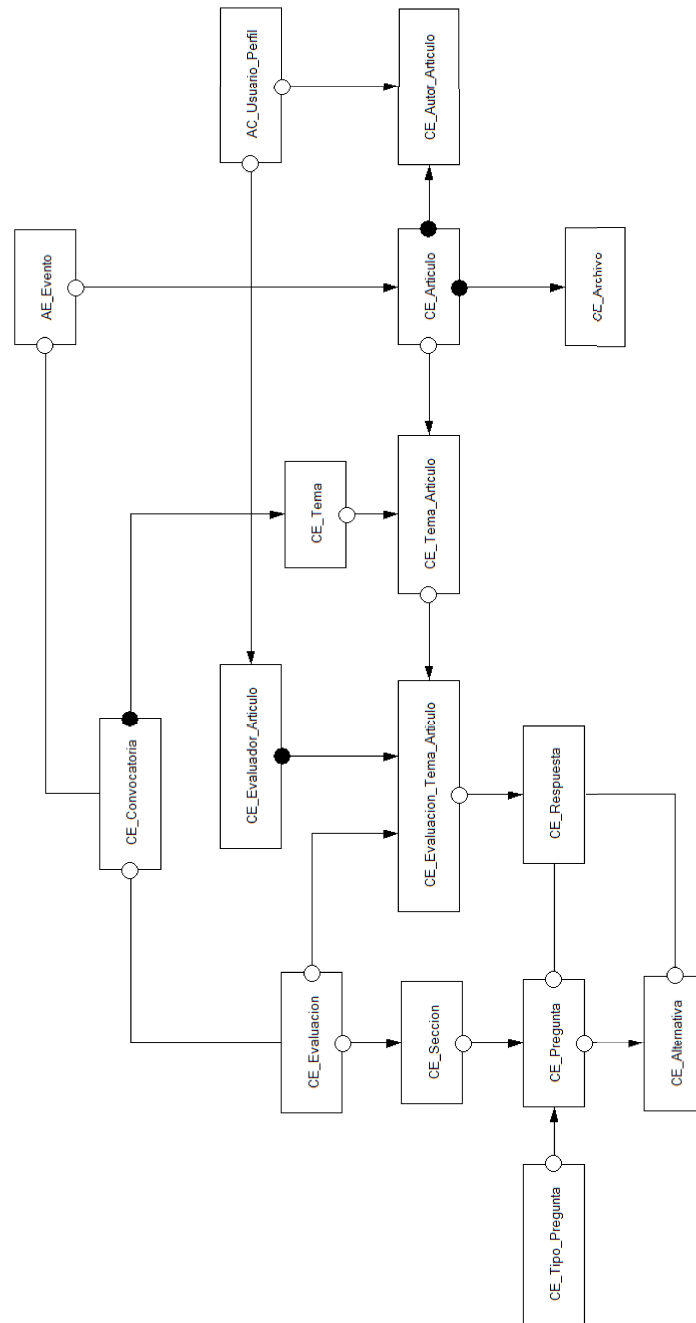 AC_Usuario_Perfil
CE_Autor_Articulo
AE_Evento
CE_Articulo
CE_Archivo
CE_Tema
CE_Tema_Articulo
CE_Convocatoria
CE_Evaluador_Articulo
CE_Evaluacion_Tema_Articulo
CE_Respuesta
CE_Evaluacion
CE_Seccion
CE_Pregunta
CE_Alternativa
CE_Tipo_Pregunta